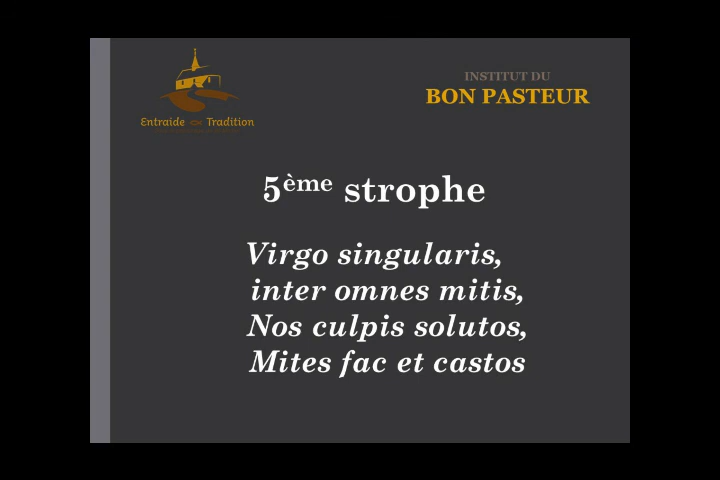 Entraide Tradition
INSTITUT DU
BON PASTEUR
5ème strophe
Virgo singularis,
inter omnes mitis,
Nos culpis solutos,
Mites fac et castos